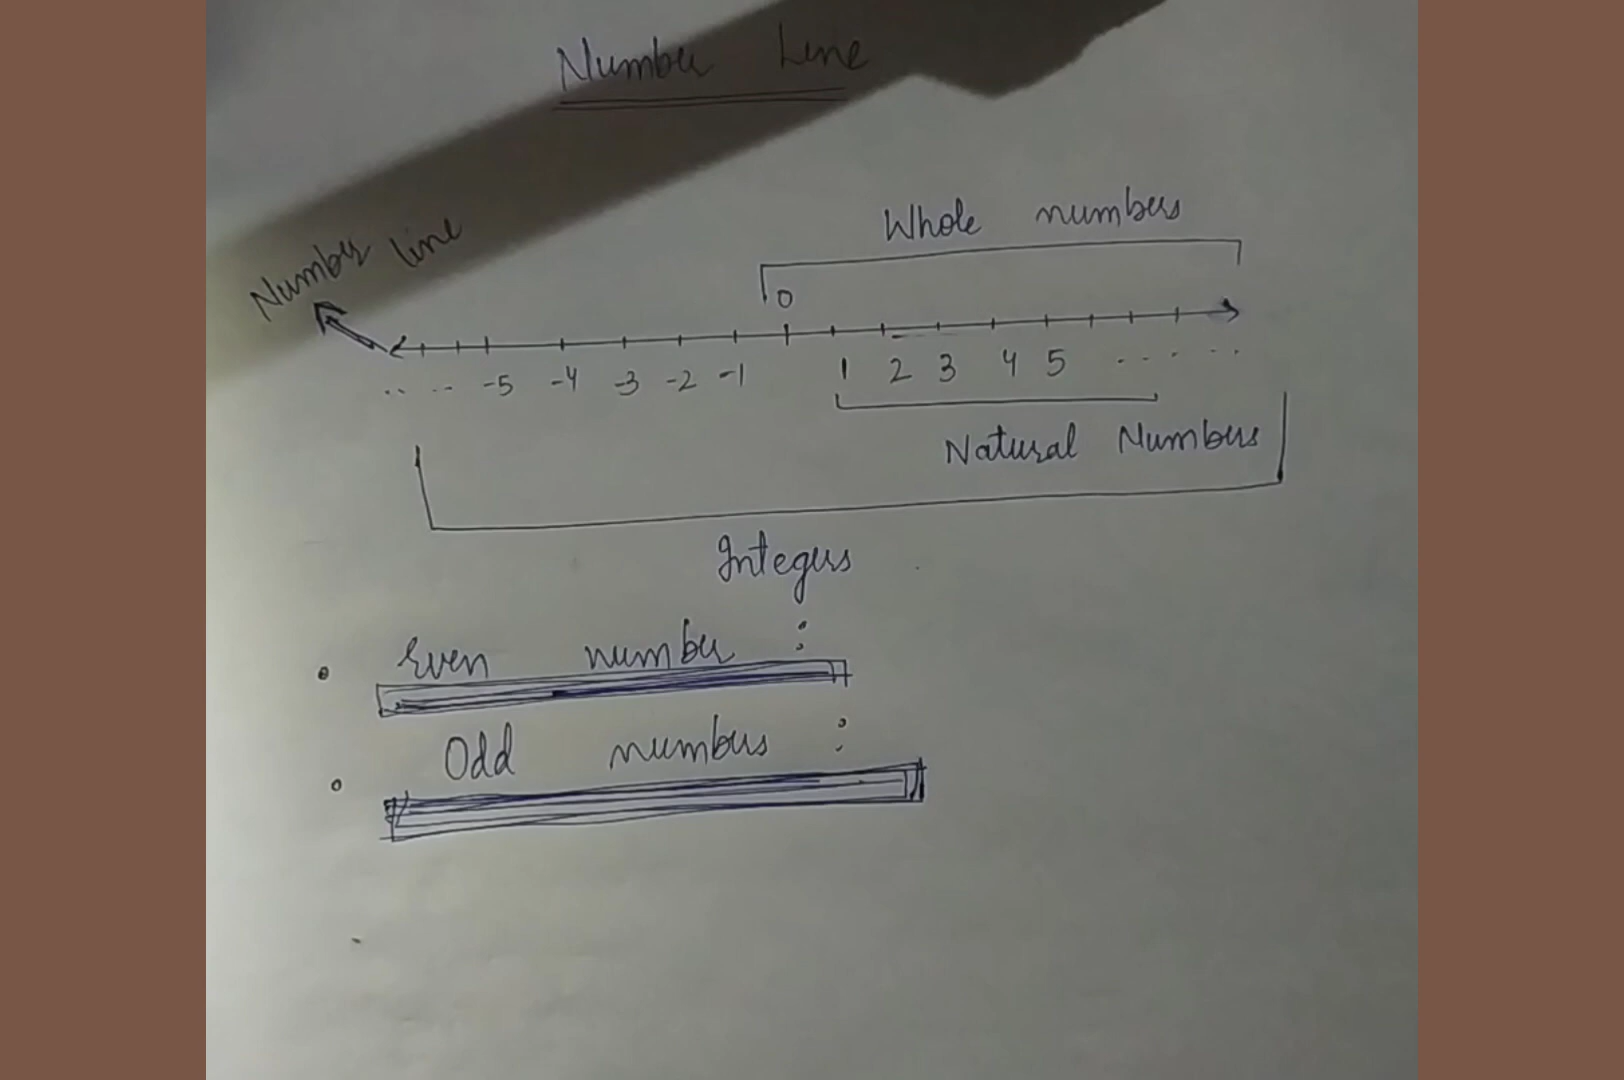 Number Line
Number line
Whole numbers
0
.. .. -5 -4 -3 -2 -1 1 2 3 4 5 .... ..
Natural Numbers
Integers
• Even number :
• Odd numbers :